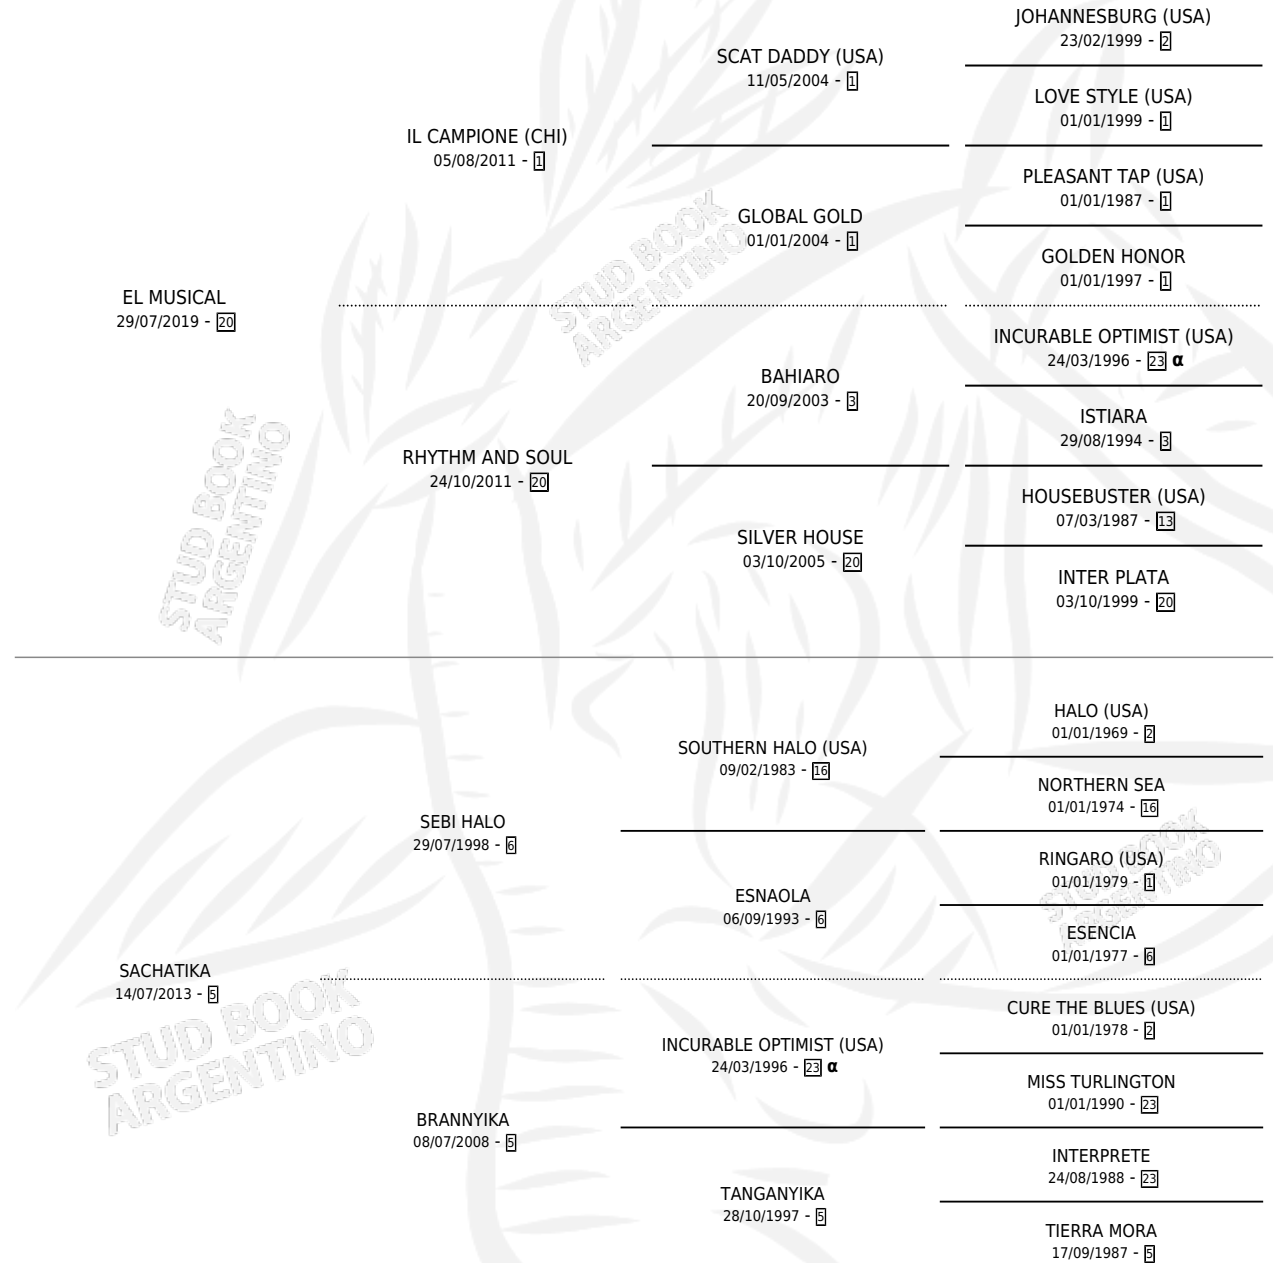 JOHANNESBURG (USA)
23/02/1999 - 2
SCAT DADDY (USA)
11/05/2004 - 1
LOVE STYLE (USA)
01/01/1999 - 1
IL CAMPIONE (CHI)
05/08/2011 - 1
PLEASANT TAP (USA)
01/01/1987 - 1
GLOBAL GOLD
01/01/2004 - 1
GOLDEN HONOR
01/01/1997 - 1
EL MUSICAL
29/07/2019 - 20
INCURABLE OPTIMIST (USA)
24/03/1996 - 23 α
BAHIARO
20/09/2003 - 3
ISTIARA
29/08/1994 - 3
RHYTHM AND SOUL
24/10/2011 - 20
HOUSEBUSTER (USA)
07/03/1987 - 13
SILVER HOUSE
03/10/2005 - 20
INTER PLATA
03/10/1999 - 20
HALO (USA)
01/01/1969 - 2
SOUTHERN HALO (USA)
09/02/1983 - 16
NORTHERN SEA
01/01/1974 - 16
SEBI HALO
29/07/1998 - 6
RINGARO (USA)
01/01/1979 - 1
ESNAOLA
06/09/1993 - 6
ESENCIA
01/01/1977 - 6
SACHATIKA
14/07/2013 - 5
CURE THE BLUES (USA)
01/01/1978 - 2
INCURABLE OPTIMIST (USA)
24/03/1996 - 23 α
MISS TURLINGTON
01/01/1990 - 23
BRANNYIKA
08/07/2008 - 5
INTERPRETE
24/08/1988 - 23
TANGANYIKA
28/10/1997 - 5
TIERRA MORA
17/09/1987 - 5
STUD BOOK
ARGENTINO
STUD BOOK
ARGENTINO
STUD BOOK
ARGENTINO
STUD BOOK
ARGENTINO